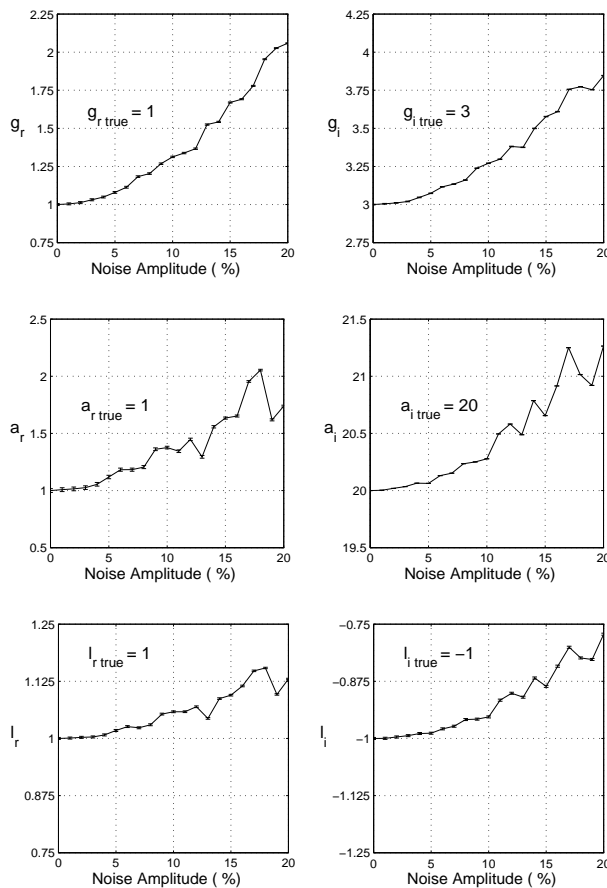 2.25
2
1.75
1.5
1.25
1
0.75
g_r
g_r true = 1
0 5 10 15 20
Noise Amplitude ( %)
4.25
4
3.75
3.5
3.25
3
2.75
g_i
g_i true = 3
0 5 10 15 20
Noise Amplitude ( %)
2.5
2
1.5
1
0.5
a_r
a_r true = 1
0 5 10 15 20
Noise Amplitude ( %)
21.5
21
20.5
20
19.5
a_i
a_i true = 20
0 5 10 15 20
Noise Amplitude ( %)
1.25
1.125
1
0.875
0.75
l_r
l_r true = 1
0 5 10 15 20
Noise Amplitude ( %)
−0.75
−0.875
−1
−1.125
−1.25
l_i
l_i true = −1
0 5 10 15 20
Noise Amplitude ( %)